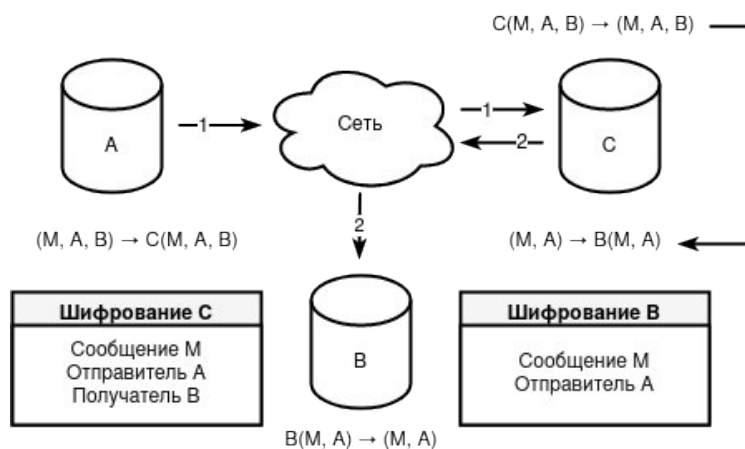 C(M, A, B) → (M, A, B)
A
1
Сеть
1
2
C
(M, A, B) → C(M, A, B)
2
(M, A) → B(M, A)
Шифрование C
Сообщение M
Отправитель A
Получатель B
B
Шифрование B
Сообщение M
Отправитель A
B(M, A) → (M, A)